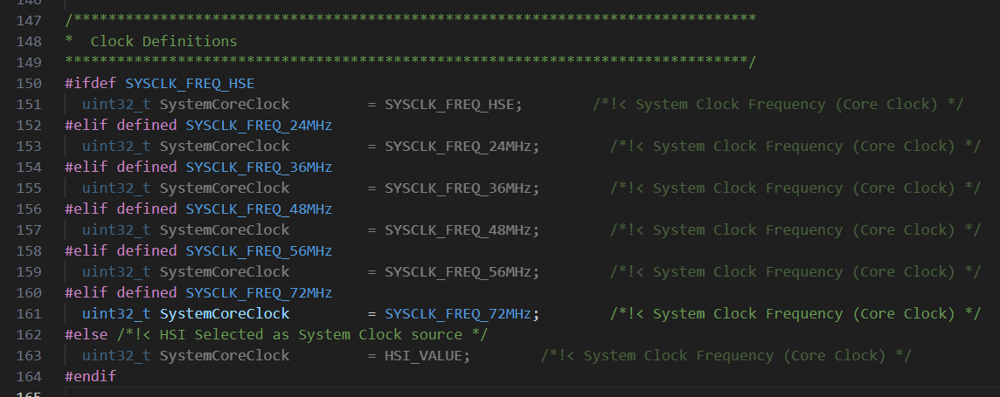 146
147 /*******************************************************************************
148 *  Clock Definitions
149 *******************************************************************************/
150 #ifdef SYSCLK_FREQ_HSE
151   uint32_t SystemCoreClock         = SYSCLK_FREQ_HSE;        /*!< System Clock Frequency (Core Clock) */
152 #elif defined SYSCLK_FREQ_24MHz
153   uint32_t SystemCoreClock         = SYSCLK_FREQ_24MHz;        /*!< System Clock Frequency (Core Clock) */
154 #elif defined SYSCLK_FREQ_36MHz
155   uint32_t SystemCoreClock         = SYSCLK_FREQ_36MHz;        /*!< System Clock Frequency (Core Clock) */
156 #elif defined SYSCLK_FREQ_48MHz
157   uint32_t SystemCoreClock         = SYSCLK_FREQ_48MHz;        /*!< System Clock Frequency (Core Clock) */
158 #elif defined SYSCLK_FREQ_56MHz
159   uint32_t SystemCoreClock         = SYSCLK_FREQ_56MHz;        /*!< System Clock Frequency (Core Clock) */
160 #elif defined SYSCLK_FREQ_72MHz
161   uint32_t SystemCoreClock         = SYSCLK_FREQ_72MHz;        /*!< System Clock Frequency (Core Clock) */
162 #else /*!< HSI Selected as System Clock source */
163   uint32_t SystemCoreClock         = HSI_VALUE;        /*!< System Clock Frequency (Core Clock) */
164 #endif
165